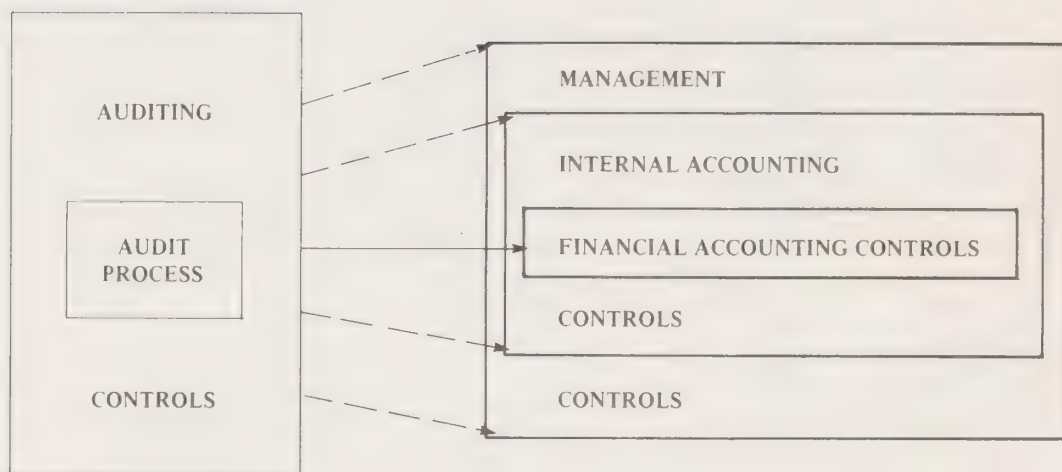 AUDITING
AUDIT
PROCESS
CONTROLS
MANAGEMENT
INTERNAL ACCOUNTING
FINANCIAL ACCOUNTING CONTROLS
CONTROLS
CONTROLS